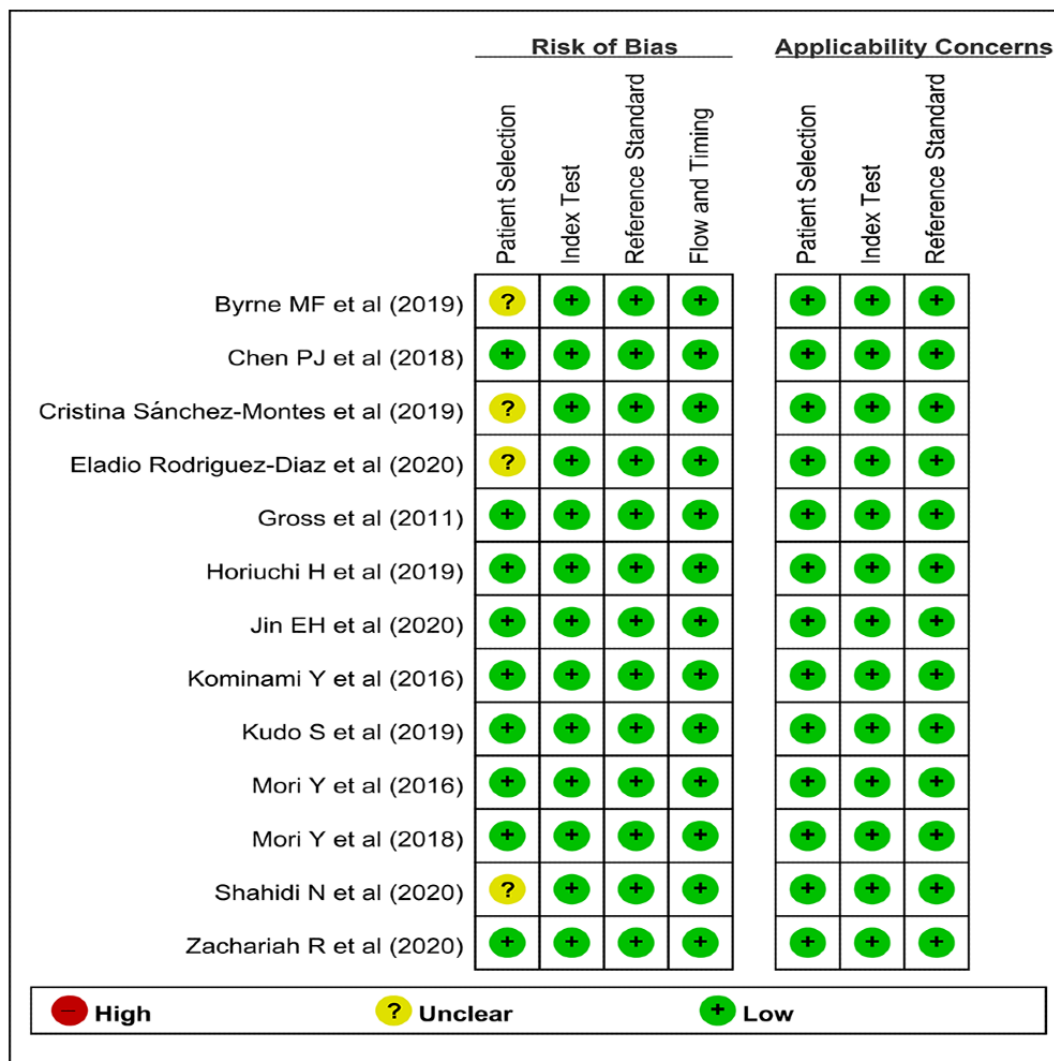 Risk of Bias Applicability Concerns
Patient Selection
Index Test
Reference Standard
Flow and Timing
Patient Selection
Index Test
Reference Standard
Byrne MF et al (2019) ? + + + + + +
Chen PJ et al (2018) + + + + + + +
Cristina Sánchez-Montes et al (2019) ? + + + + + +
Eladio Rodriguez-Diaz et al (2020) ? + + + + + +
Gross et al (2011) + + + + + + +
Horiuchi H et al (2019) + + + + + + +
Jin EH et al (2020) + + + + + + +
Kominami Y et al (2016) + + + + + + +
Kudo S et al (2019) + + + + + + +
Mori Y et al (2016) + + + + + + +
Mori Y et al (2018) + + + + + + +
Shahidi N et al (2020) ? + + + + + +
Zachariah R et al (2020) + + + + + + +
– High ? Unclear + Low